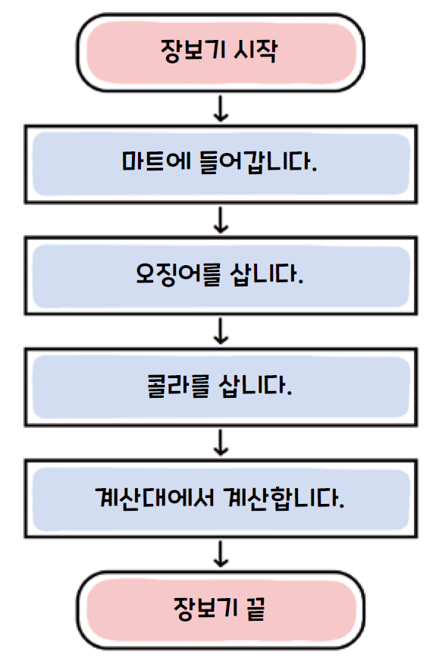 장보기 시작
마트에 들어갑니다.
오징어를 삽니다.
콜라를 삽니다.
계산대에서 계산합니다.
장보기 끝